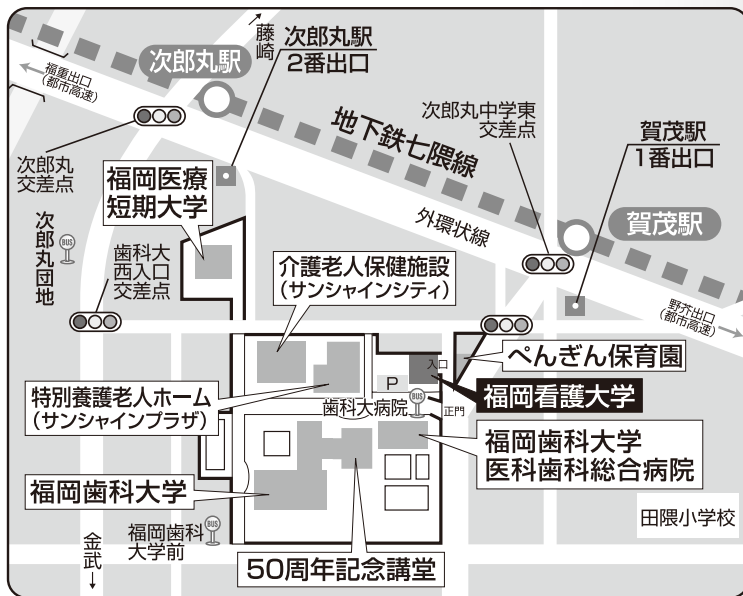 藤崎
次郎丸駅
2番出口
次郎丸駅
福重出口
(都市高速)
地下鉄七隈線
次郎丸中学東
交差点
賀茂駅
1番出口
次郎丸
交差点
福岡医療
短期大学
外環状線
賀茂駅
次郎丸団地
BUS
歯科大
西入口
交差点
介護老人保健施設
(サンシャインシティ)
野芥出口
(都市高速)
ぺんぎん保育園
入口
P
福岡看護大学
特別養護老人ホーム
(サンシャインプラザ)
歯科大病院
BUS
正門
福岡歯科大学
医科歯科総合病院
福岡歯科大学
田隈小学校
福岡歯科
大学前
BUS
金武
50周年記念講堂